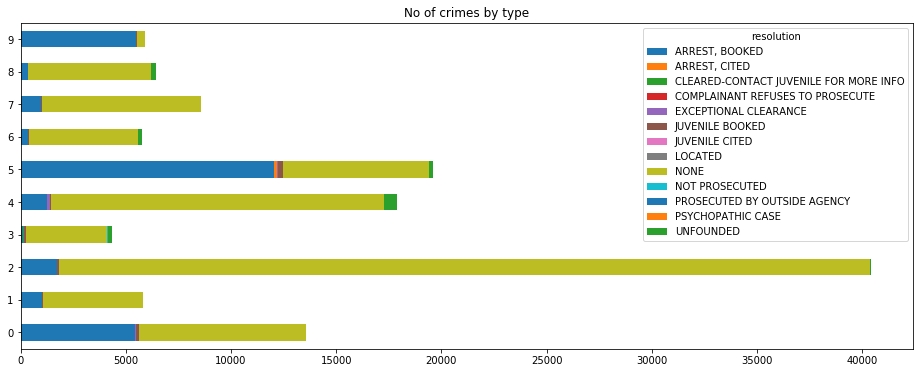 No of crimes by type
9
8
7
6
5
4
3
2
1
0
0 5000 10000 15000 20000 25000 30000 35000 40000
resolution
ARREST, BOOKED
ARREST, CITED
CLEARED-CONTACT JUVENILE FOR MORE INFO
COMPLAINANT REFUSES TO PROSECUTE
EXCEPTIONAL CLEARANCE
JUVENILE BOOKED
JUVENILE CITED
LOCATED
NONE
NOT PROSECUTED
PROSECUTED BY OUTSIDE AGENCY
PSYCHOPATHIC CASE
UNFOUNDED